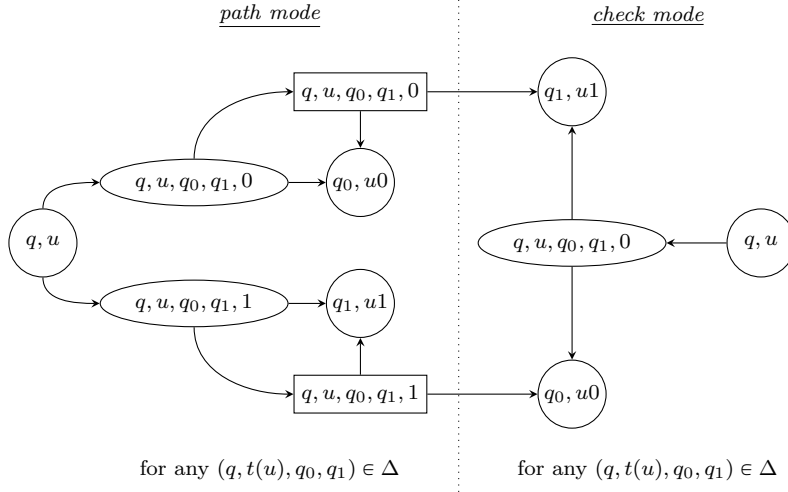 path mode
check mode
q, u, q₀, q₁, 0
q₁, u1
q, u, q₀, q₁, 0
q₀, u0
q, u
q, u, q₀, q₁, 0
q, u
q, u, q₀, q₁, 1
q₁, u1
q, u, q₀, q₁, 1
q₀, u0
for any (q, t(u), q₀, q₁) ∈ Δ
for any (q, t(u), q₀, q₁) ∈ Δ